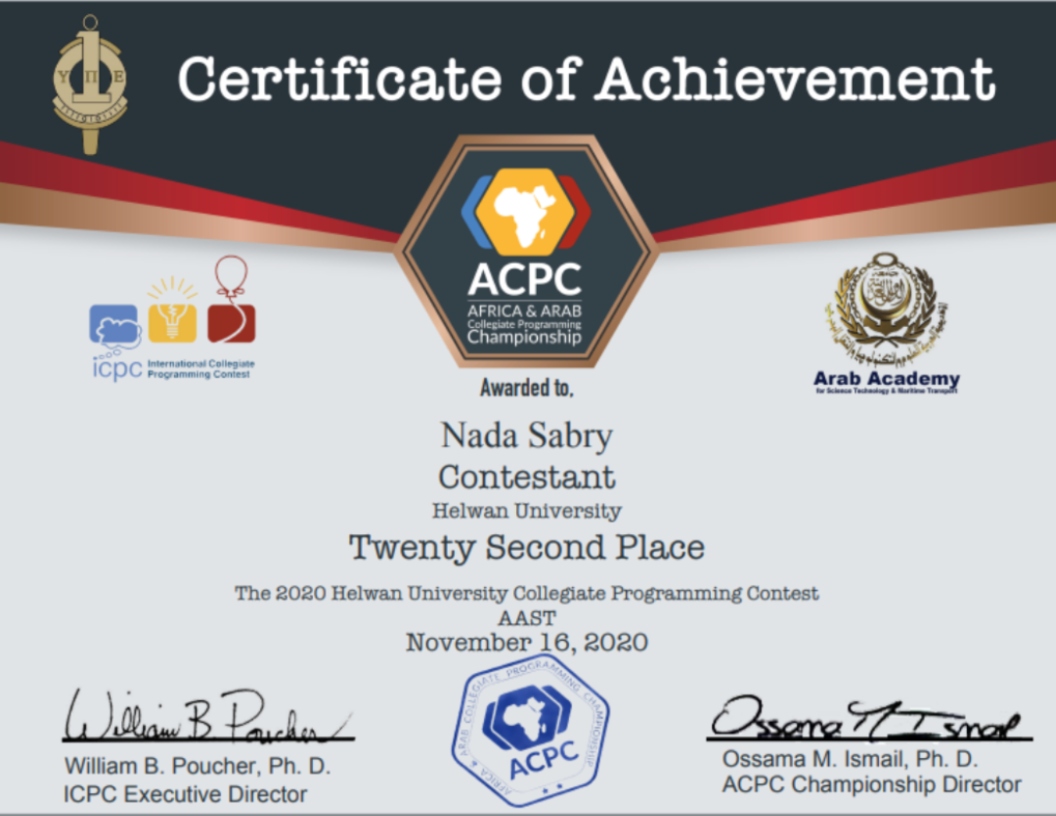 Υ Π Ε
Certificate of Achievement
ACPC
AFRICA & ARAB
Collegiate Programming
Championship
icpc International Collegiate
Programming Contest
Arab Academy
for Science Technology & Maritime Transport
Awarded to,
Nada Sabry
Contestant
Helwan University
Twenty Second Place
The 2020 Helwan University Collegiate Programming Contest
AAST
November 16, 2020
AFRICA & ARAB COLLEGIATE PROGRAMMING CHAMPIONSHIP
ACPC
William B. Poucher
William B. Poucher, Ph. D.
ICPC Executive Director
Ossama M Ismail
Ossama M. Ismail, Ph. D.
ACPC Championship Director